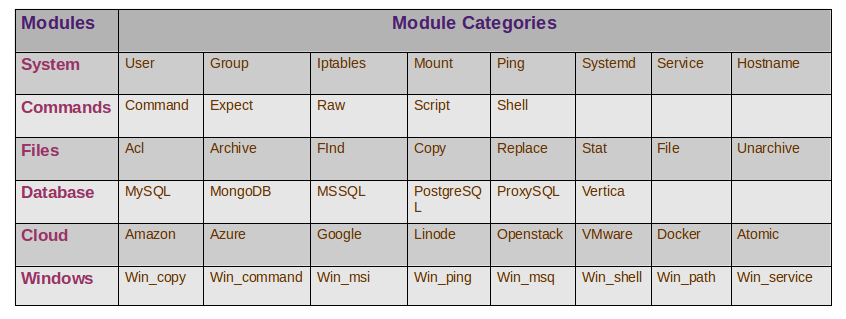 Modules Module Categories
System User Group Iptables Mount Ping Systemd Service Hostname
Commands Command Expect Raw Script Shell
Files Acl Archive FInd Copy Replace Stat File Unarchive
Database MySQL MongoDB MSSQL PostgreSQ ProxySQL Vertica
L
Cloud Amazon Azure Google Linode Openstack VMware Docker Atomic
Windows Win_copy Win_command Win_msi Win_ping Win_msq Win_shell Win_path Win_service